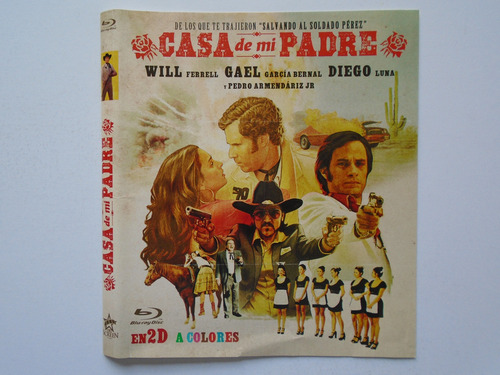 DE LOS QUE TE TRAJERON "SALVANDO AL SOLDADO PÉREZ"
CASA de mi PADRE
WILL FERRELL GAEL GARCÍA BERNAL DIEGO LUNA
Y PEDRO ARMENDÁRIZ JR
CASA de mi PADRE
Blu-ray Disc
EN 2D A COLORES